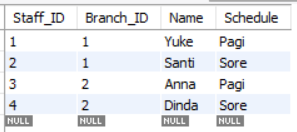 Staff_ID Branch_ID Name Schedule
1 1 Yuke Pagi
2 1 Santi Sore
3 2 Anna Pagi
4 2 Dinda Sore
NULL NULL NULL NULL